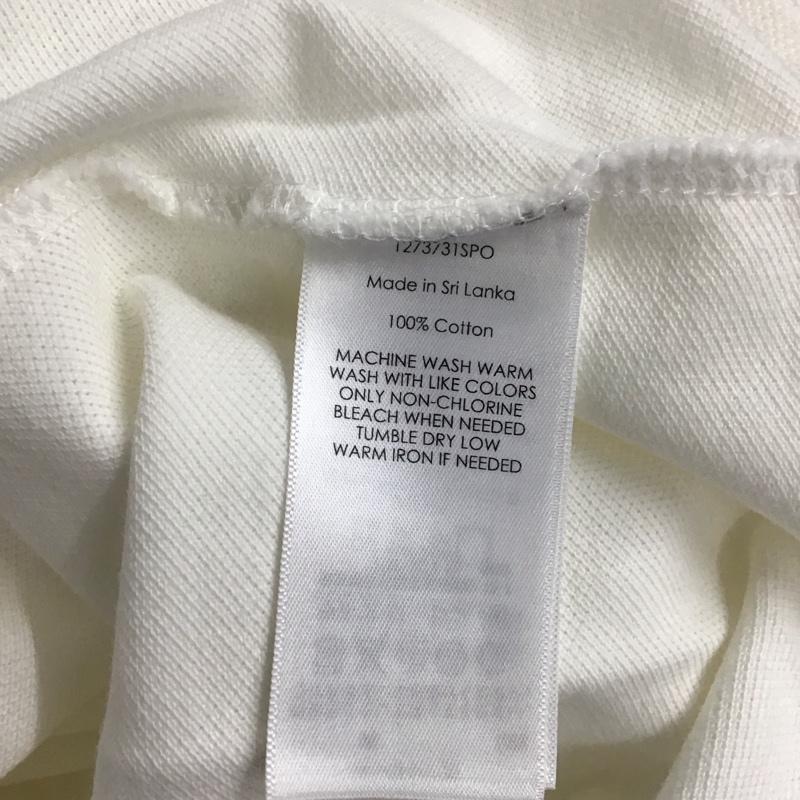 1273731SPO
Made in Sri Lanka
100% Cotton
MACHINE WASH WARM
WASH WITH LIKE COLORS
ONLY NON-CHLORINE
BLEACH WHEN NEEDED
TUMBLE DRY LOW
WARM IRON IF NEEDED